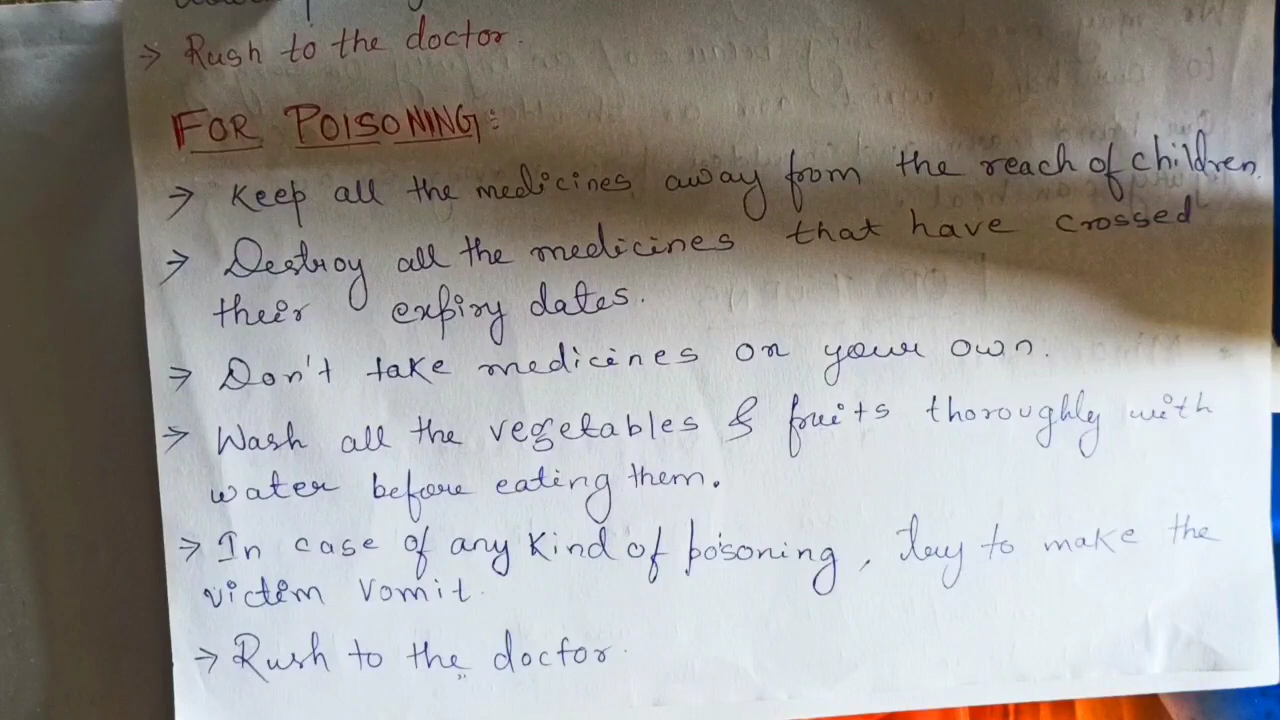 → Rush to the doctor.
FOR POISONING:
→ Keep all the medicines away from the reach of children.
→ Destroy all the medicines that have crossed
their expiry dates.
→ Don't take medicines on your own.
→ Wash all the vegetables & fruits thoroughly with
water before eating them.
→ In case of any kind of poisoning, try to make the
victim vomit.
→ Rush to the doctor.